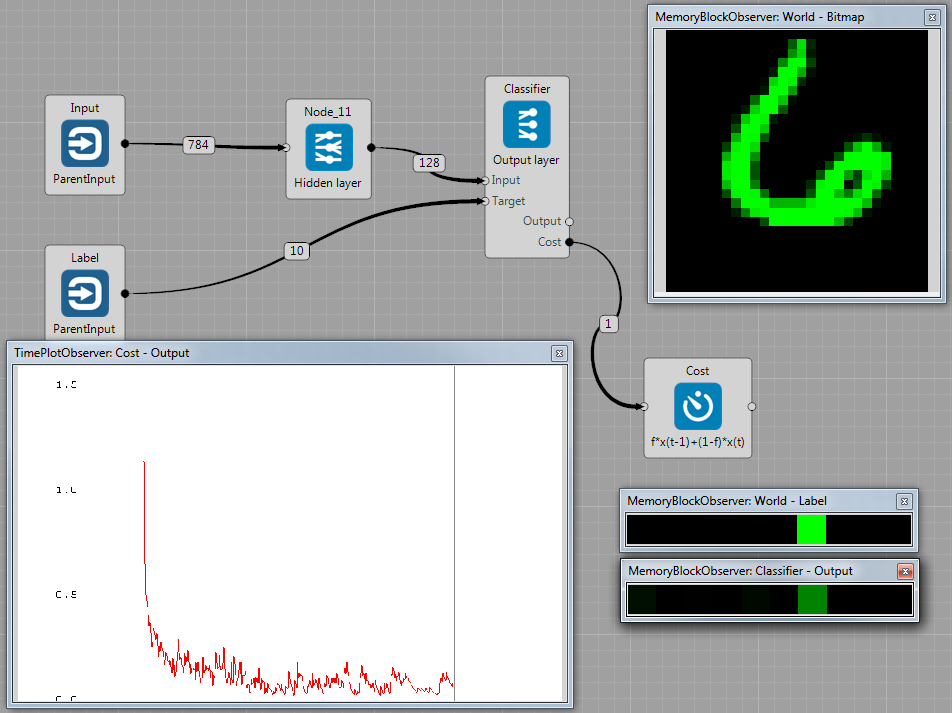 MemoryBlockObserver: World - Bitmap
Input
ParentInput
784
Node_11
Hidden layer
128
Classifier
Output layer
Input
Target
Output
Cost
Label
ParentInput
10
1
TimePlotObserver: Cost - Output
1.5
1.0
0.5
0.0
Cost
f*x(t-1)+(1-f)*x(t)
MemoryBlockObserver: World - Label
MemoryBlockObserver: Classifier - Output